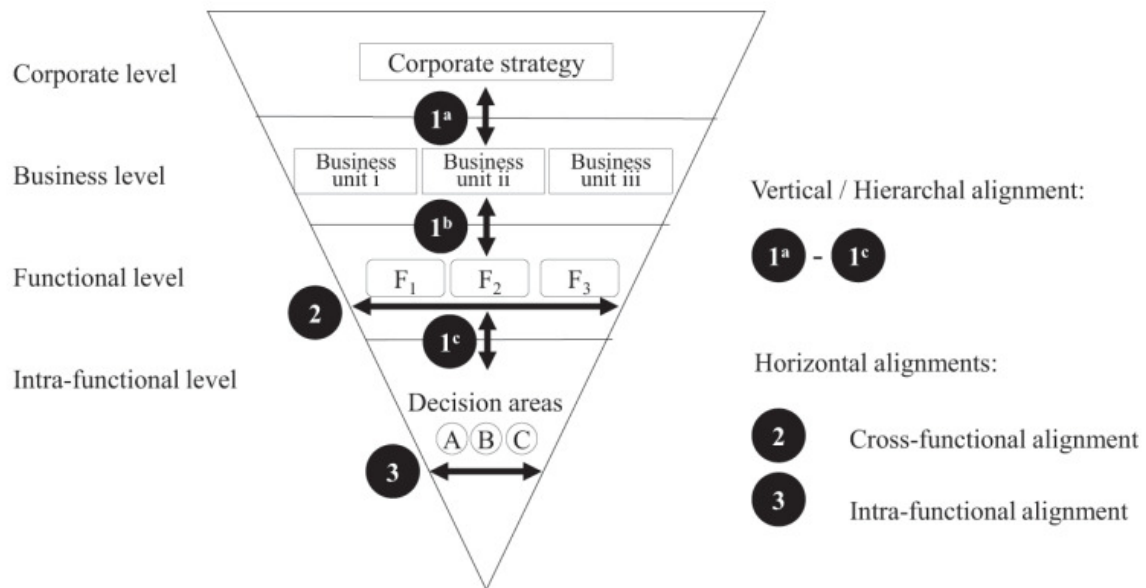 Corporate level
Corporate strategy
1ᵃ
Business level
Business unit i
Business unit ii
Business unit iii
Vertical / Hierarchal alignment:
1ᵇ
1ᵃ - 1ᶜ
Functional level
F₁
F₂
F₃
2
1ᶜ
Horizontal alignments:
Intra-functional level
Decision areas
A B C
2 Cross-functional alignment
3
3 Intra-functional alignment